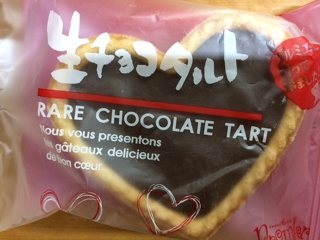 生チョコタルト
RARE CHOCOLATE TART
Nous vous presentons
les gâteaux delicieux
de bon cœur.